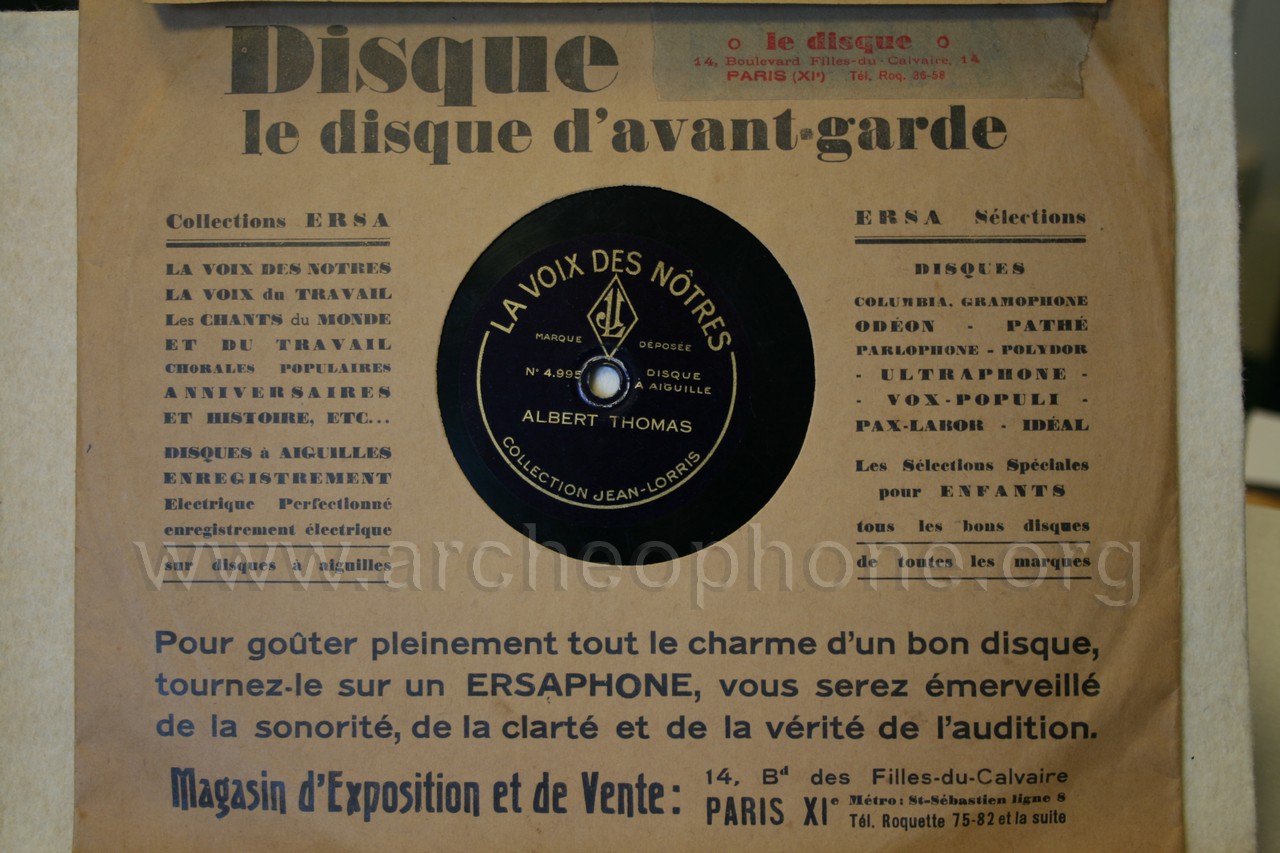 Disque
o le disque o
14, Boulevard Filles-du-Calvaire, 14
PARIS (XIe) Tél. Roq. 36-58
le disque d'avant-garde
Collections ERSA
LA VOIX DES NOTRES
LA VOIX du TRAVAIL
Les CHANTS du MONDE
ET DU TRAVAIL
CHORALES POPULAIRES
ANNIVERSAIRES
ET HISTOIRE, ETC...
DISQUES à AIGUILLES
ENREGISTREMENT
Electrique Perfectionné
enregistrement électrique
sur disques à aiguilles
LA VOIX DES NÔTRES
JL
MARQUE DÉPOSÉE
N° 4.995 DISQUE
À AIGUILLE
ALBERT THOMAS
COLLECTION JEAN-LORRIS
ERSA Sélections
DISQUES
COLUMBIA, GRAMOPHONE
ODÉON - PATHÉ
PARLOPHONE - POLYDOR
- ULTRAPHONE -
- VOX-POPULI -
PAX-LABOR - IDÉAL
Les Sélections Spéciales
pour ENFANTS
tous les bons disques
de toutes les marques
www.archeophone.org
Pour goûter pleinement tout le charme d'un bon disque,
tournez-le sur un ERSAPHONE, vous serez émerveillé
de la sonorité, de la clarté et de la vérité de l'audition.
Magasin d'Exposition et de Vente :
14, Bd des Filles-du-Calvaire
PARIS XIe
Métro : St-Sébastien ligne 8
Tél. Roquette 75-82 et la suite